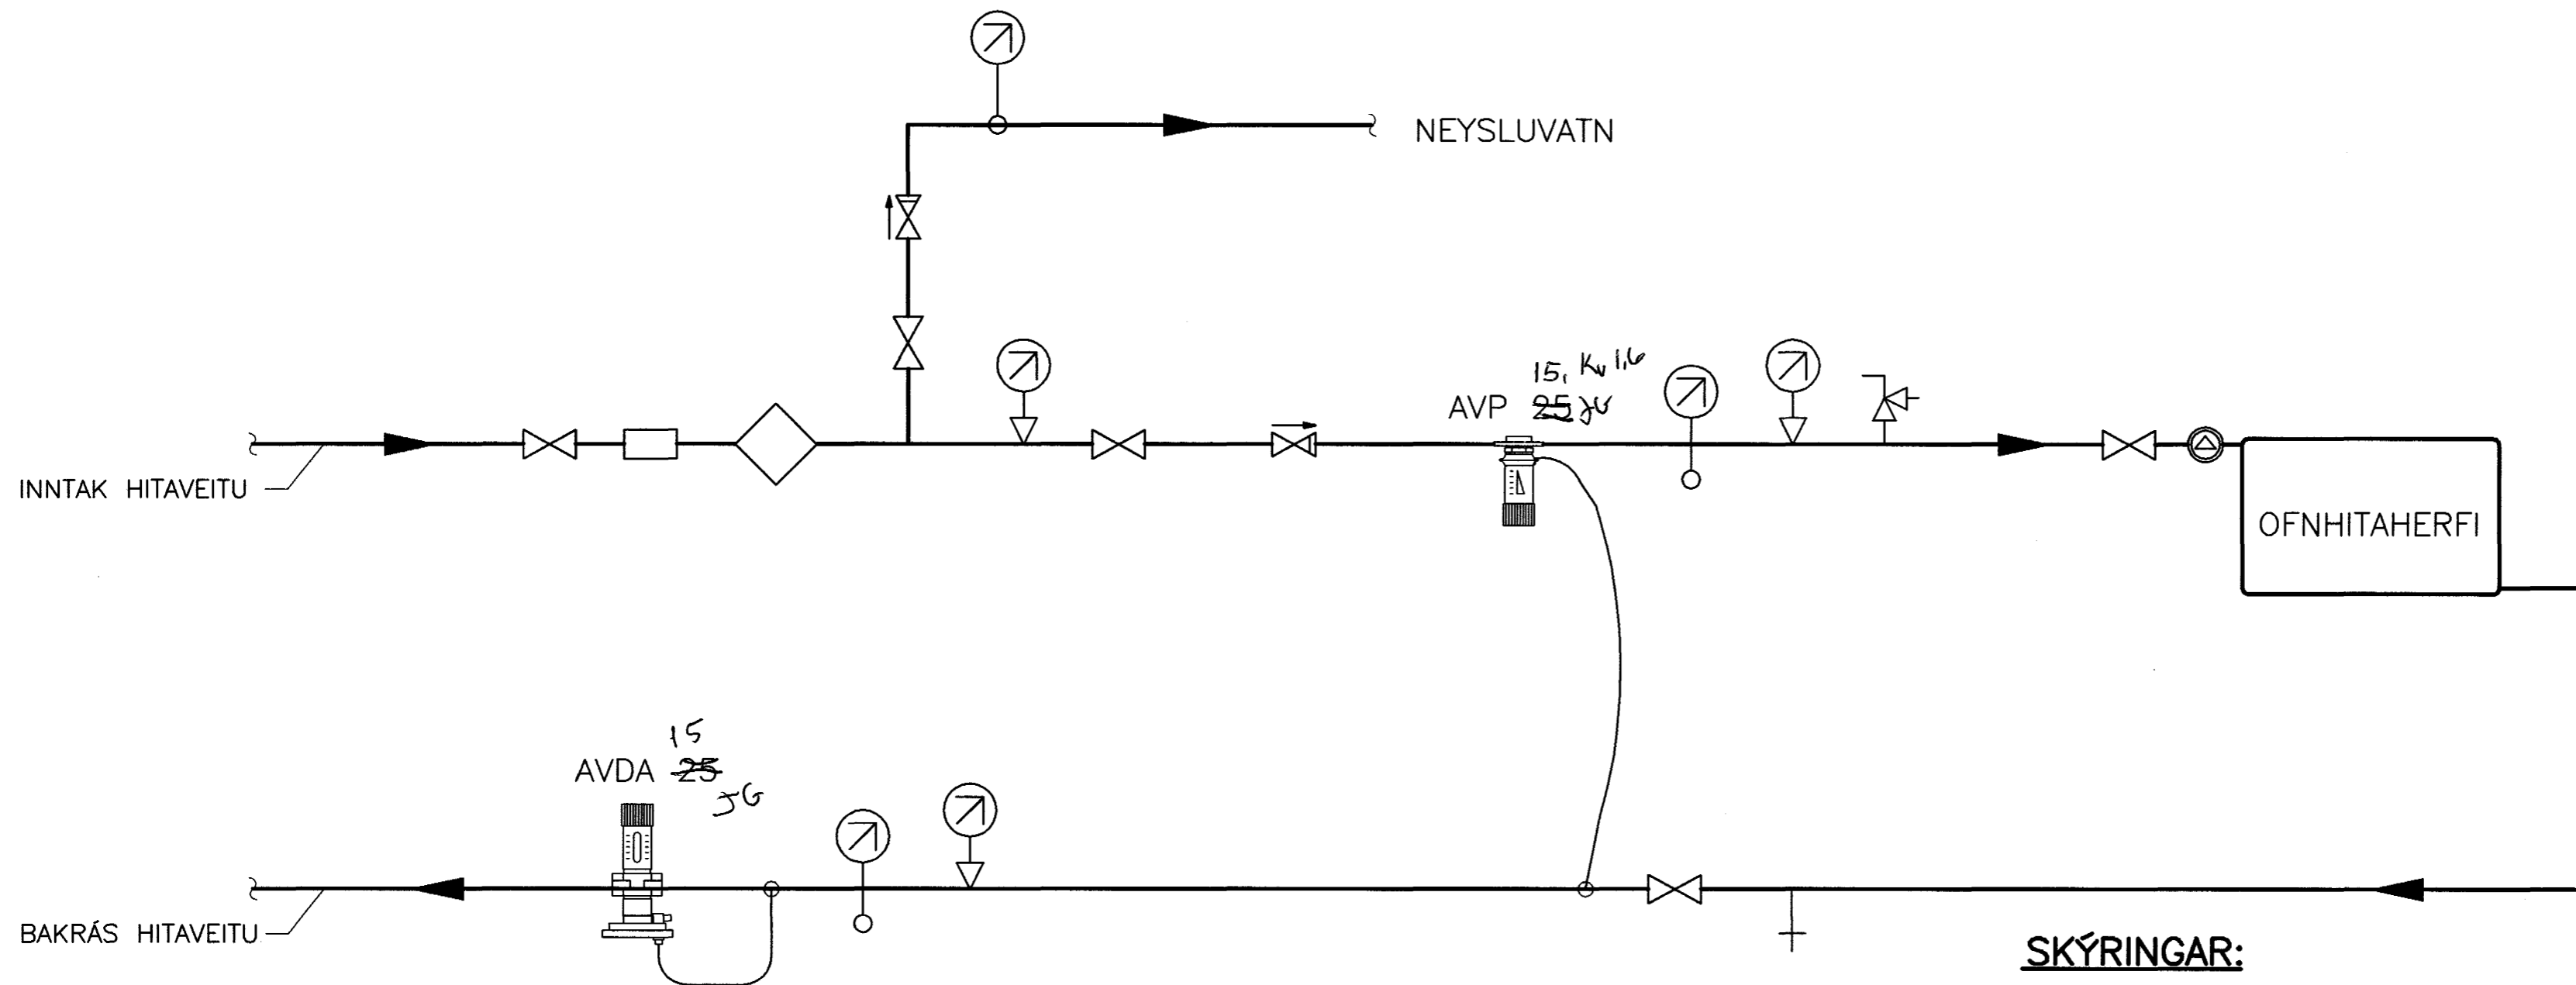 NEYSLUVATN
15, Kv 1,6
AVP 25 JG
INNTAK HITAVEITU
OFNHITAHERFI
15
AVDA 25
JG
BAKRÁS HITAVEITU
SKÝRINGAR: